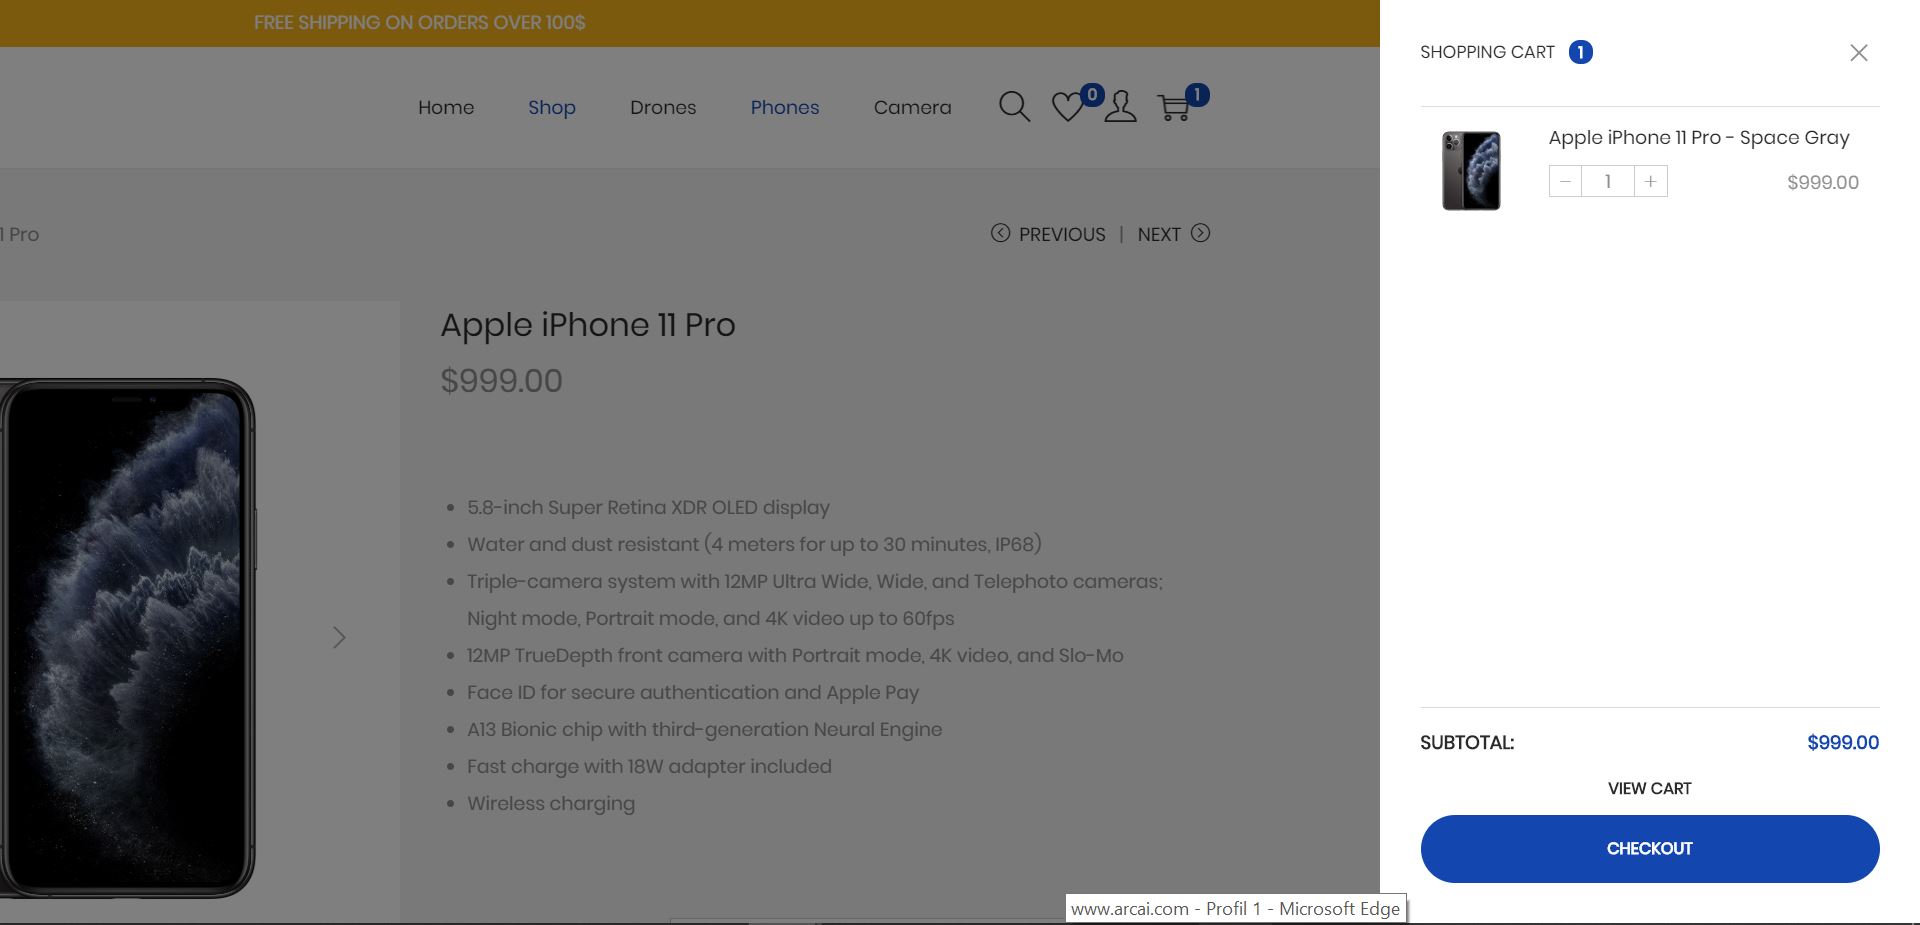 FREE SHIPPING ON ORDERS OVER 100$
Home Shop Drones Phones Camera 0 1
1 Pro
PREVIOUS | NEXT
Apple iPhone 11 Pro
$999.00
• 5.8-inch Super Retina XDR OLED display
• Water and dust resistant (4 meters for up to 30 minutes, IP68)
• Triple-camera system with 12MP Ultra Wide, Wide, and Telephoto cameras;
Night mode, Portrait mode, and 4K video up to 60fps
• 12MP TrueDepth front camera with Portrait mode, 4K video, and Slo-Mo
• Face ID for secure authentication and Apple Pay
• A13 Bionic chip with third-generation Neural Engine
• Fast charge with 18W adapter included
• Wireless charging
SHOPPING CART 1
Apple iPhone 11 Pro - Space Gray
− 1 + $999.00
SUBTOTAL: $999.00
VIEW CART
CHECKOUT
www.arcai.com - Profil 1 - Microsoft Edge